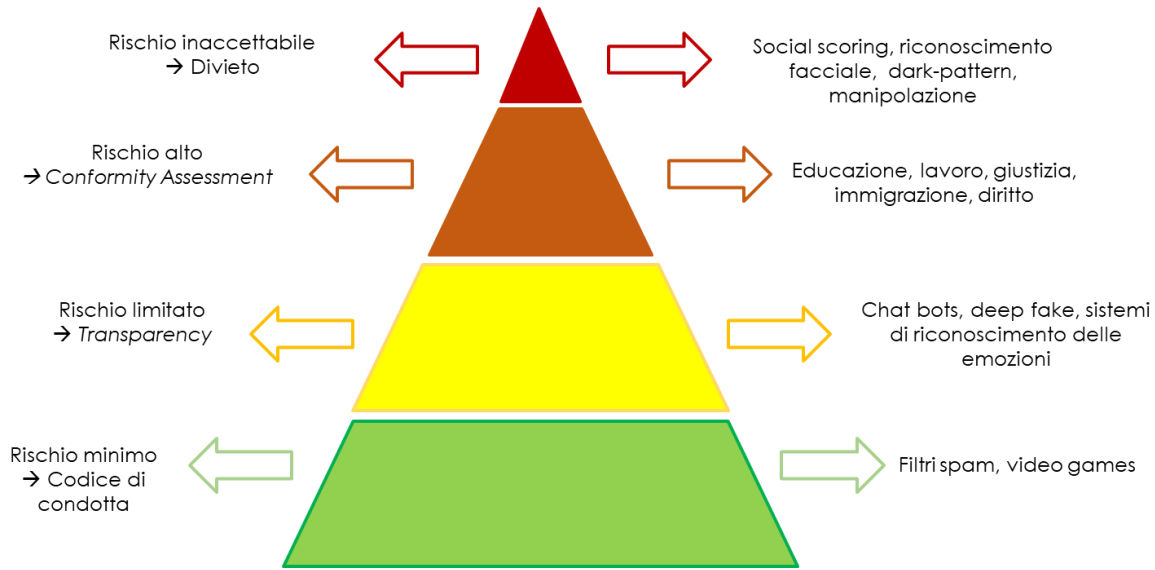 Rischio inaccettabile
→ Divieto
Social scoring, riconoscimento
facciale, dark-pattern,
manipolazione
Rischio alto
→ Conformity Assessment
Educazione, lavoro, giustizia,
immigrazione, diritto
Rischio limitato
→ Transparency
Chat bots, deep fake, sistemi
di riconoscimento delle
emozioni
Rischio minimo
→ Codice di
condotta
Filtri spam, video games